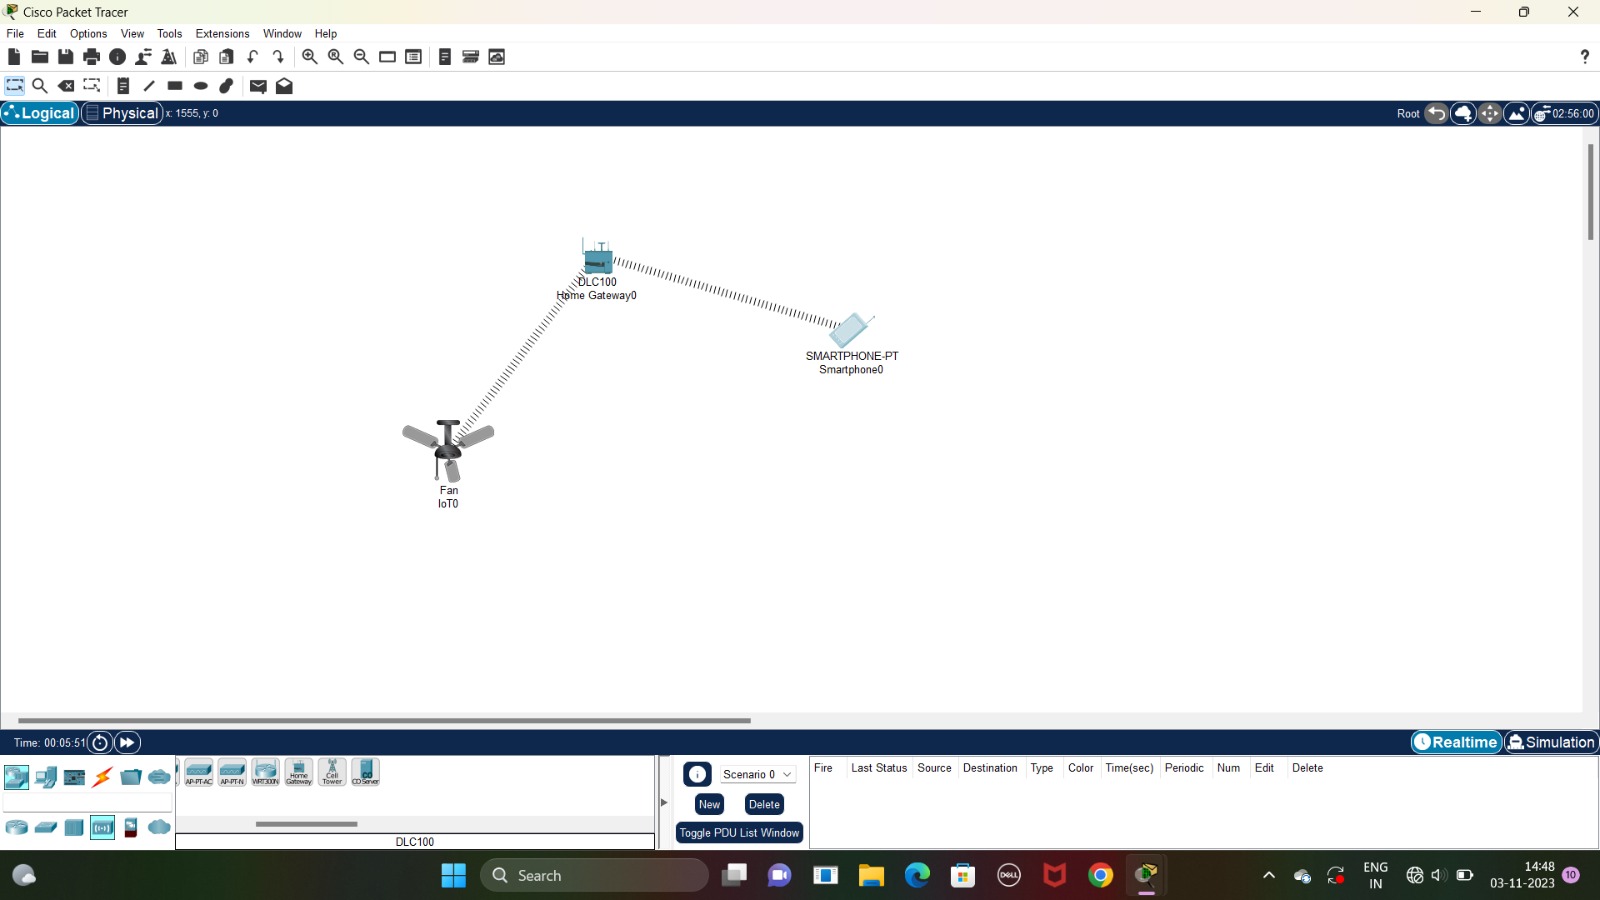 Cisco Packet Tracer
File Edit Options View Tools Extensions Window Help
?
Logical Physical x: 1555, y: 0 Root 02:56:00
DLC100
Home Gateway0
SMARTPHONE-PT
Smartphone0
Fan
IoT0
Time: 00:05:51 Realtime Simulation
AP-PT-AC AP-PT-N WRT300N Home Gateway Cell Tower CO Server
DLC100
Scenario 0
New Delete
Toggle PDU List Window
Fire Last Status Source Destination Type Color Time(sec) Periodic Num Edit Delete
Search
DELL
ENG
IN
14:48
03-11-2023
10